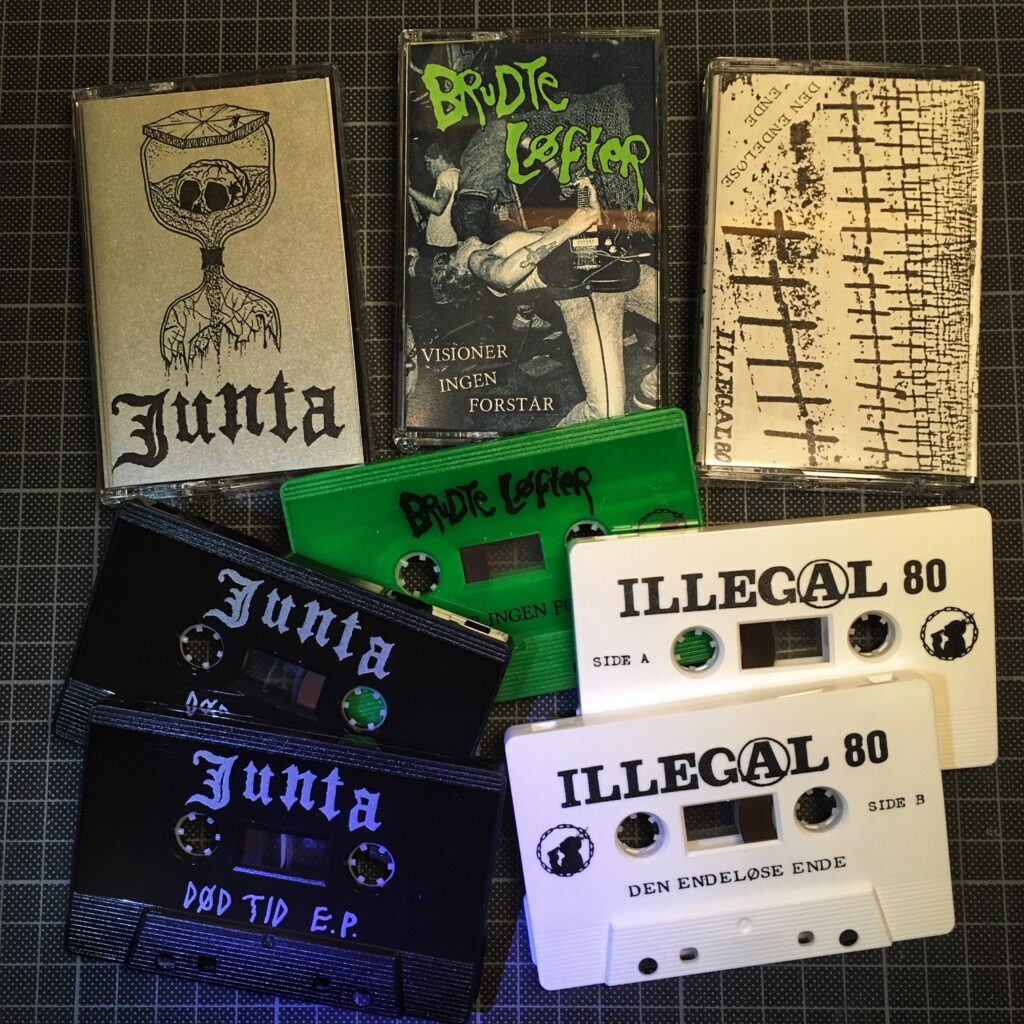 Junta
BRUDTE
LØFTER
VISIONER
INGEN
FORSTÅR
DEN ENDELØSE
ENDE
ILLEGAL 80
BRUDTE LØFTER
INGEN
Junta
DØD
ILLEGAL 80
SIDE A
Junta
DØD TID E.P.
ILLEGAL 80
SIDE B
DEN ENDELØSE ENDE